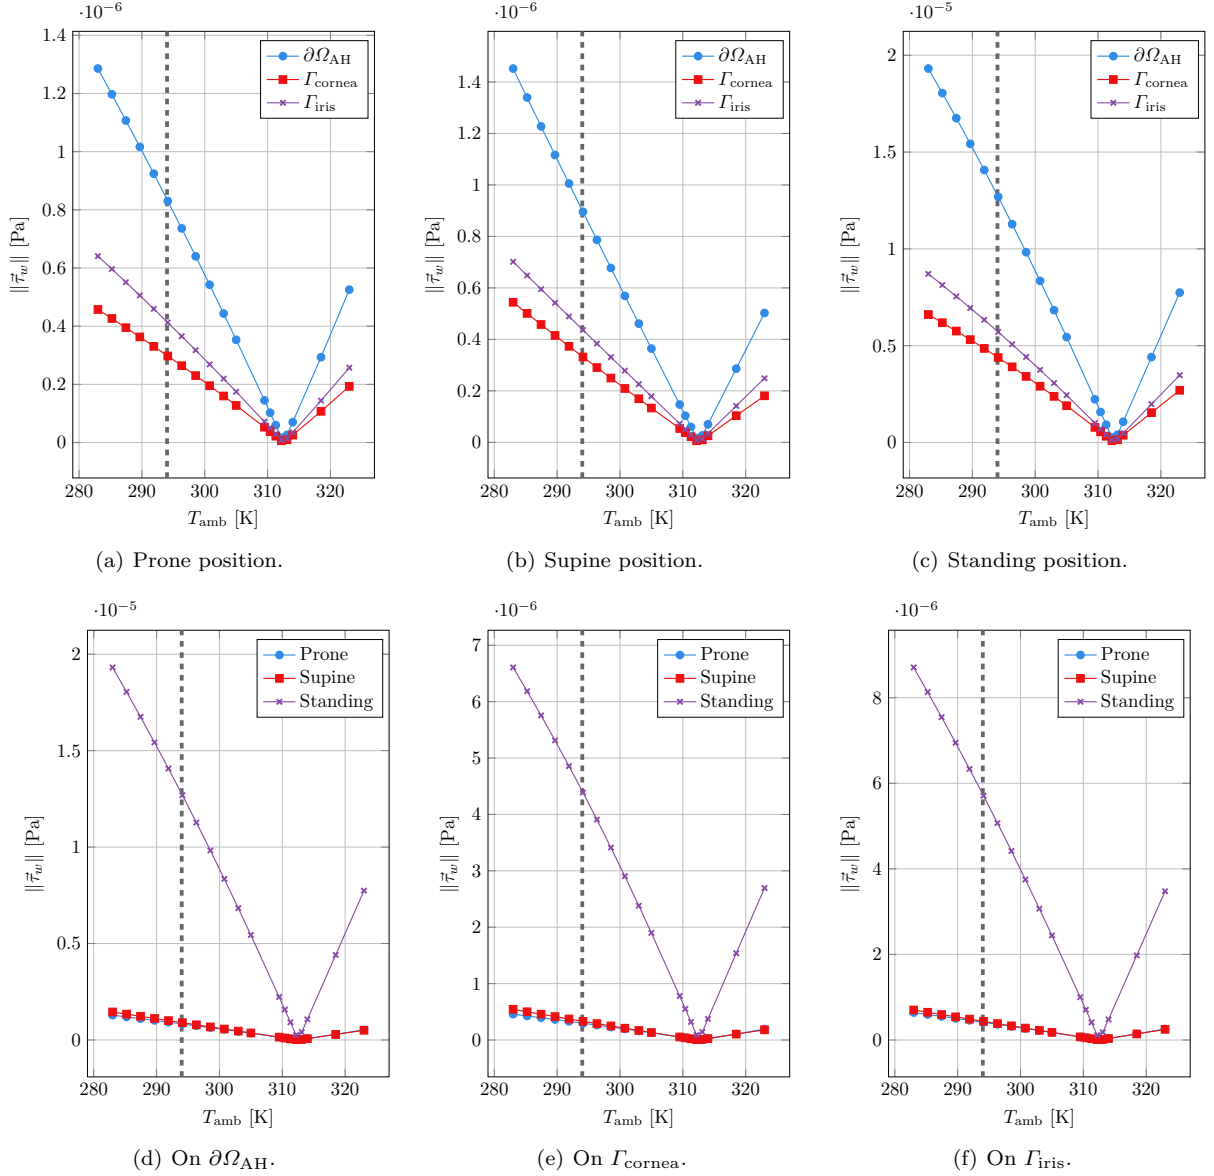 ·10⁻⁶
1.4
1.2
1
0.8
0.6
0.4
0.2
0
‖τ⃗_w‖ [Pa]
∂Ω_AH
Γ_cornea
Γ_iris
280 290 300 310 320
T_amb [K]
(a) Prone position.
·10⁻⁶
1.4
1.2
1
0.8
0.6
0.4
0.2
0
‖τ⃗_w‖ [Pa]
∂Ω_AH
Γ_cornea
Γ_iris
280 290 300 310 320
T_amb [K]
(b) Supine position.
·10⁻⁵
2
1.5
1
0.5
0
‖τ⃗_w‖ [Pa]
∂Ω_AH
Γ_cornea
Γ_iris
280 290 300 310 320
T_amb [K]
(c) Standing position.
·10⁻⁵
2
1.5
1
0.5
0
‖τ⃗_w‖ [Pa]
Prone
Supine
Standing
280 290 300 310 320
T_amb [K]
(d) On ∂Ω_AH.
·10⁻⁶
7
6
5
4
3
2
1
0
‖τ⃗_w‖ [Pa]
Prone
Supine
Standing
280 290 300 310 320
T_amb [K]
(e) On Γ_cornea.
·10⁻⁶
8
6
4
2
0
‖τ⃗_w‖ [Pa]
Prone
Supine
Standing
280 290 300 310 320
T_amb [K]
(f) On Γ_iris.